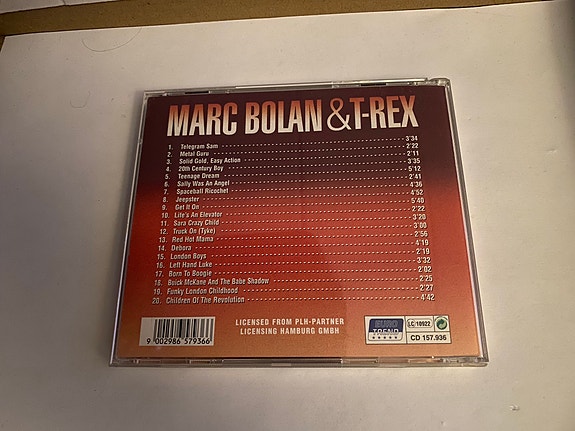 MARC BOLAN & T-REX
1. Telegram Sam 3'34
2. Metal Guru 2'22
3. Solid Gold, Easy Action 2'11
4. 20th Century Boy 3'35
5. Teenage Dream 5'12
6. Sally Was An Angel 2'41
7. Spaceball Ricochet 4'36
8. Jeepster 4'52
9. Get It On 5'40
10. Life's An Elevator 2'22
11. Sara Crazy Child 3'20
12. Truck On (Tyke) 3'00
13. Red Hot Mama 2'56
14. Debora 4'19
15. London Boys 2'19
16. Left Hand Luke 3'32
17. Born To Boogie 2'02
18. Buick McKane And The Babe Shadow 2'25
19. Funky London Childhood 2'27
20. Children Of The Revolution 4'42
9 002986 579366
LICENSED FROM PLH-PARTNER
LICENSING HAMBURG GMBH
TREND
LC 10922
CD 157.936